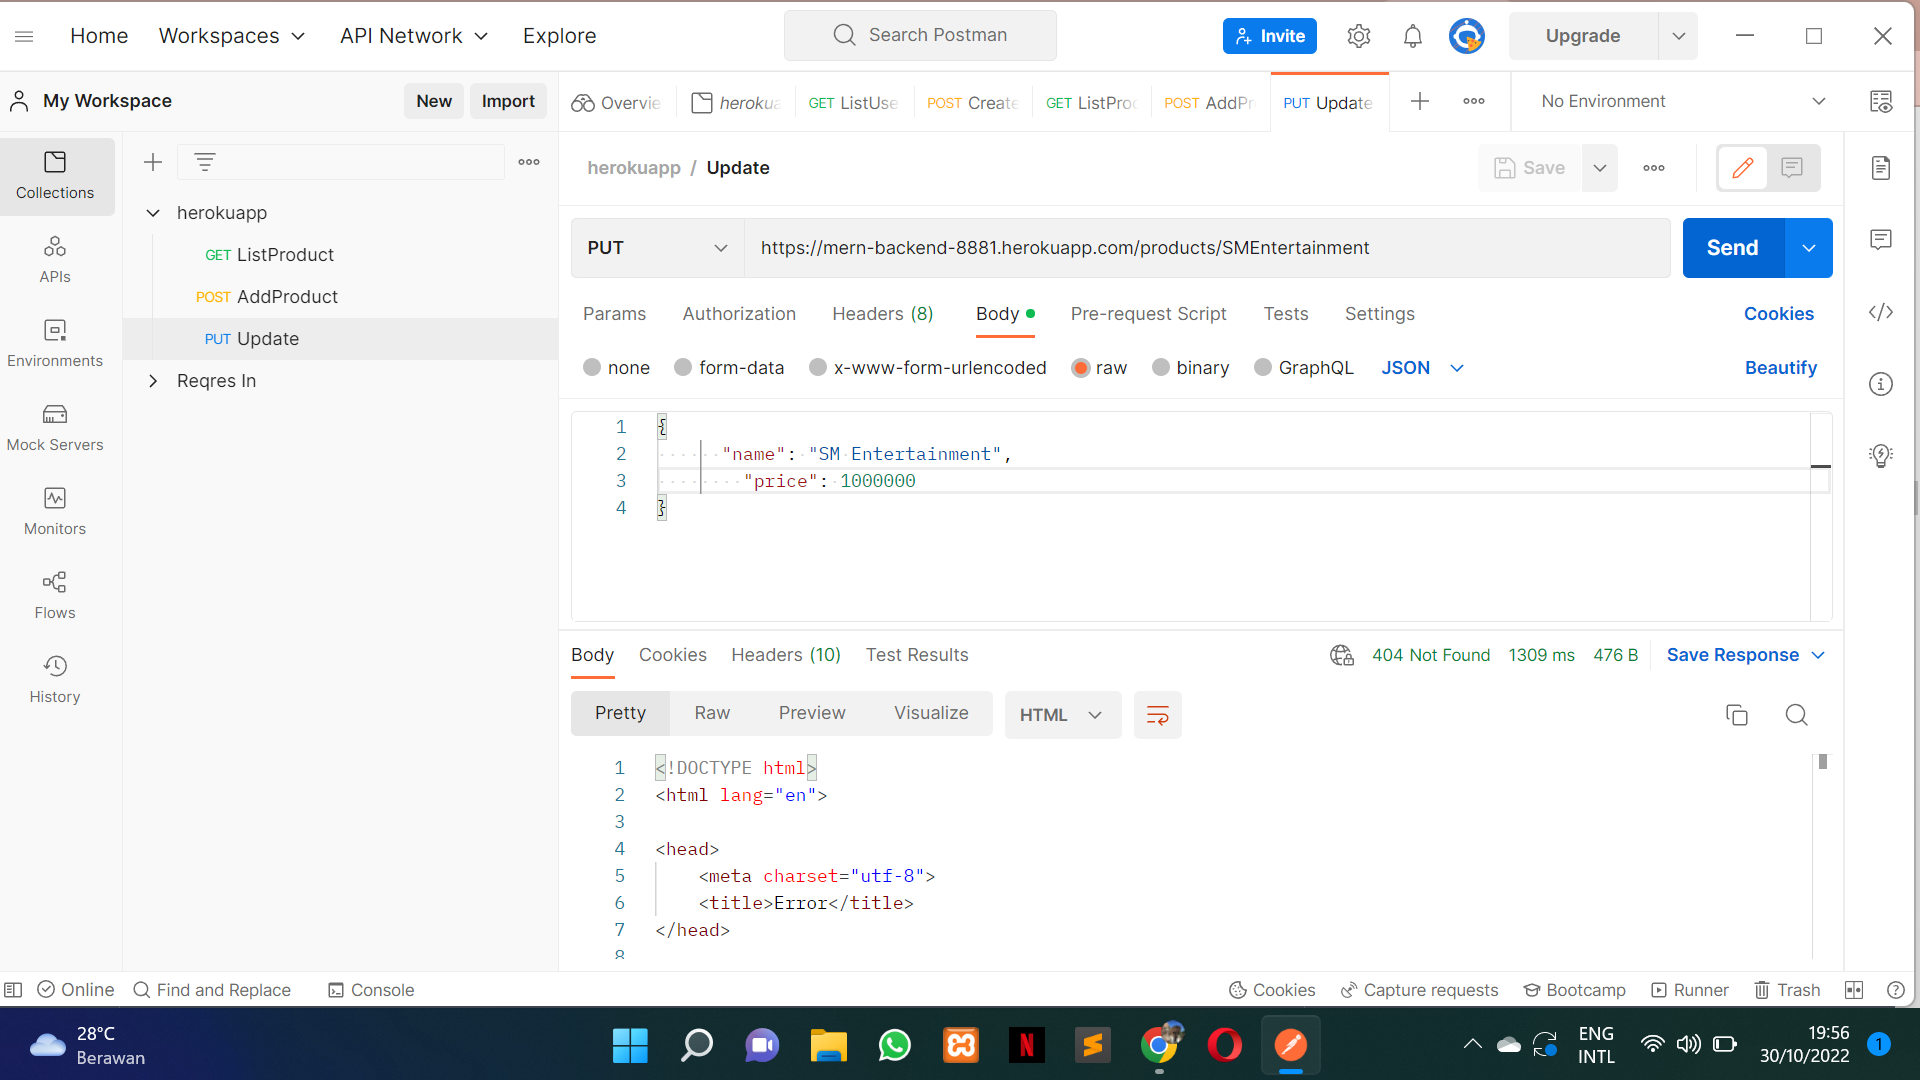 Home Workspaces API Network Explore Search Postman Invite Upgrade
My Workspace New Import Overvie heroku GET ListUse POST Create GET ListProd POST AddPr PUT Update No Environment
Collections
APIs
Environments
Mock Servers
Monitors
Flows
History
herokuapp
GET ListProduct
POST AddProduct
PUT Update
Reqres In
herokuapp / Update Save
PUT https://mern-backend-8881.herokuapp.com/products/SMEntertainment Send
Params Authorization Headers (8) Body Pre-request Script Tests Settings Cookies
none form-data x-www-form-urlencoded raw binary GraphQL JSON Beautify
1 {
2 "name": "SM Entertainment",
3 "price": 1000000
4 }
Body Cookies Headers (10) Test Results 404 Not Found 1309 ms 476 B Save Response
Pretty Raw Preview Visualize HTML
1 <!DOCTYPE html>
2 <html lang="en">
3
4 <head>
5 <meta charset="utf-8">
6 <title>Error</title>
7 </head>
8
Online Find and Replace Console Cookies Capture requests Bootcamp Runner Trash
28°C
Berawan
N
ENG
INTL
19:56
30/10/2022
1